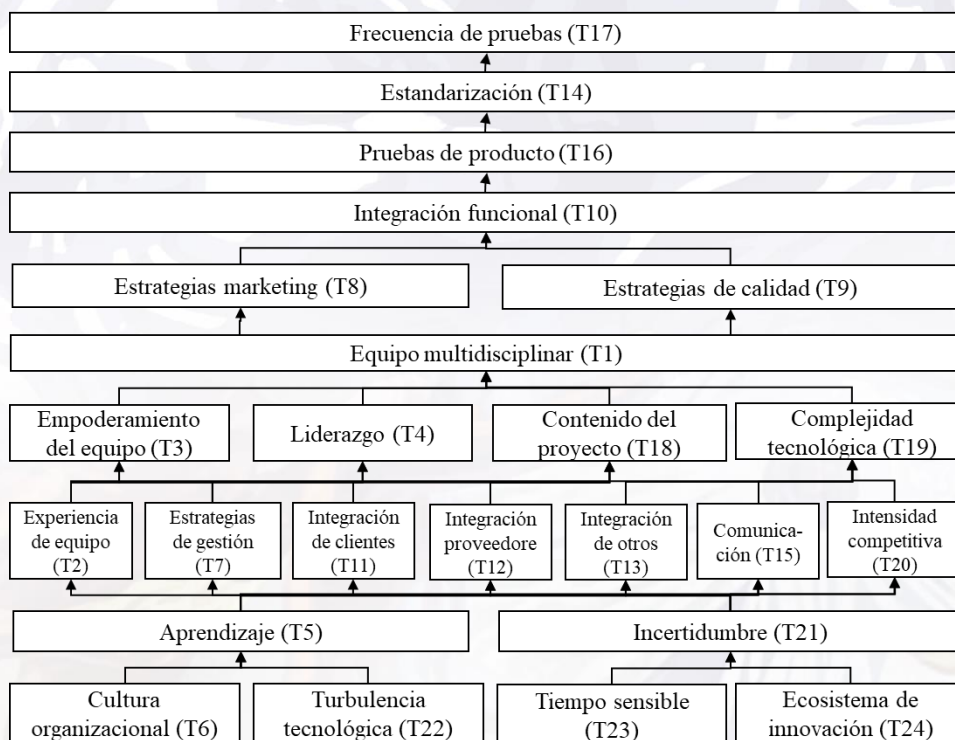 Frecuencia de pruebas (T17)
Estandarización (T14)
Pruebas de producto (T16)
Integración funcional (T10)
Estrategias marketing (T8)
Estrategias de calidad (T9)
Equipo multidisciplinar (T1)
Empoderamiento
del equipo (T3)
Liderazgo (T4)
Contenido del
proyecto (T18)
Complejidad
tecnológica (T19)
Experiencia
de equipo
(T2)
Estrategias
de gestión
(T7)
Integración
de clientes
(T11)
Integración
proveedore
(T12)
Integración
de otros
(T13)
Comunica-
ción (T15)
Intensidad
competitiva
(T20)
Aprendizaje (T5)
Incertidumbre (T21)
Cultura
organizacional (T6)
Turbulencia
tecnológica (T22)
Tiempo sensible
(T23)
Ecosistema de
innovación (T24)